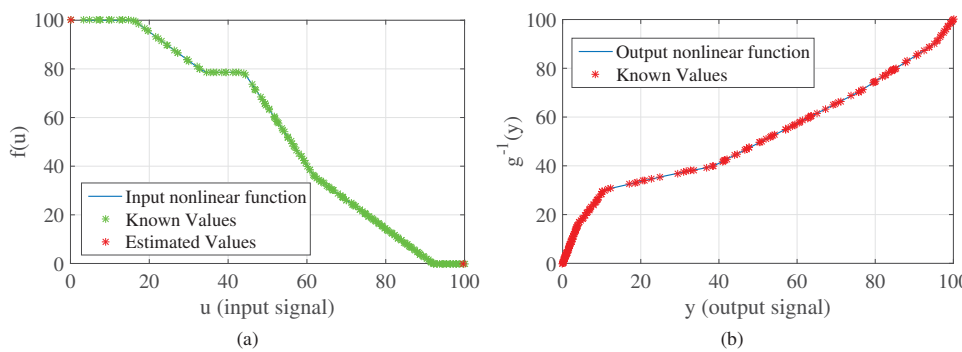 100
80
60
40
20
0
f(u)
Input nonlinear function
Known Values
Estimated Values
0 20 40 60 80 100
u (input signal)
(a)
100
80
60
40
20
0
g⁻¹(y)
Output nonlinear function
Known Values
0 20 40 60 80 100
y (output signal)
(b)